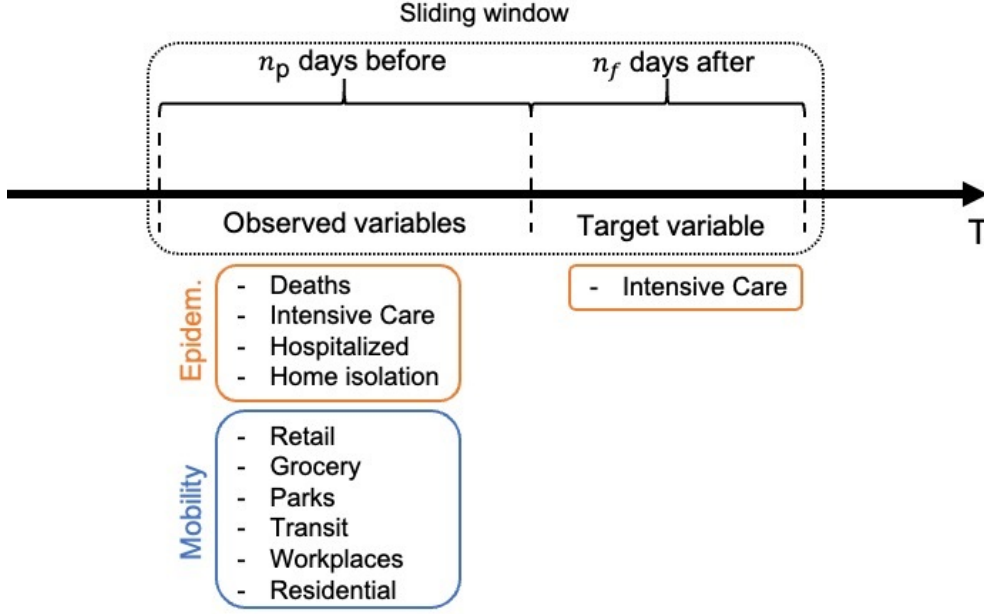 Sliding window
n_p days before
n_f days after
Observed variables
Target variable
T
Epidem.
- Deaths
- Intensive Care
- Hospitalized
- Home isolation
- Intensive Care
Mobility
- Retail
- Grocery
- Parks
- Transit
- Workplaces
- Residential